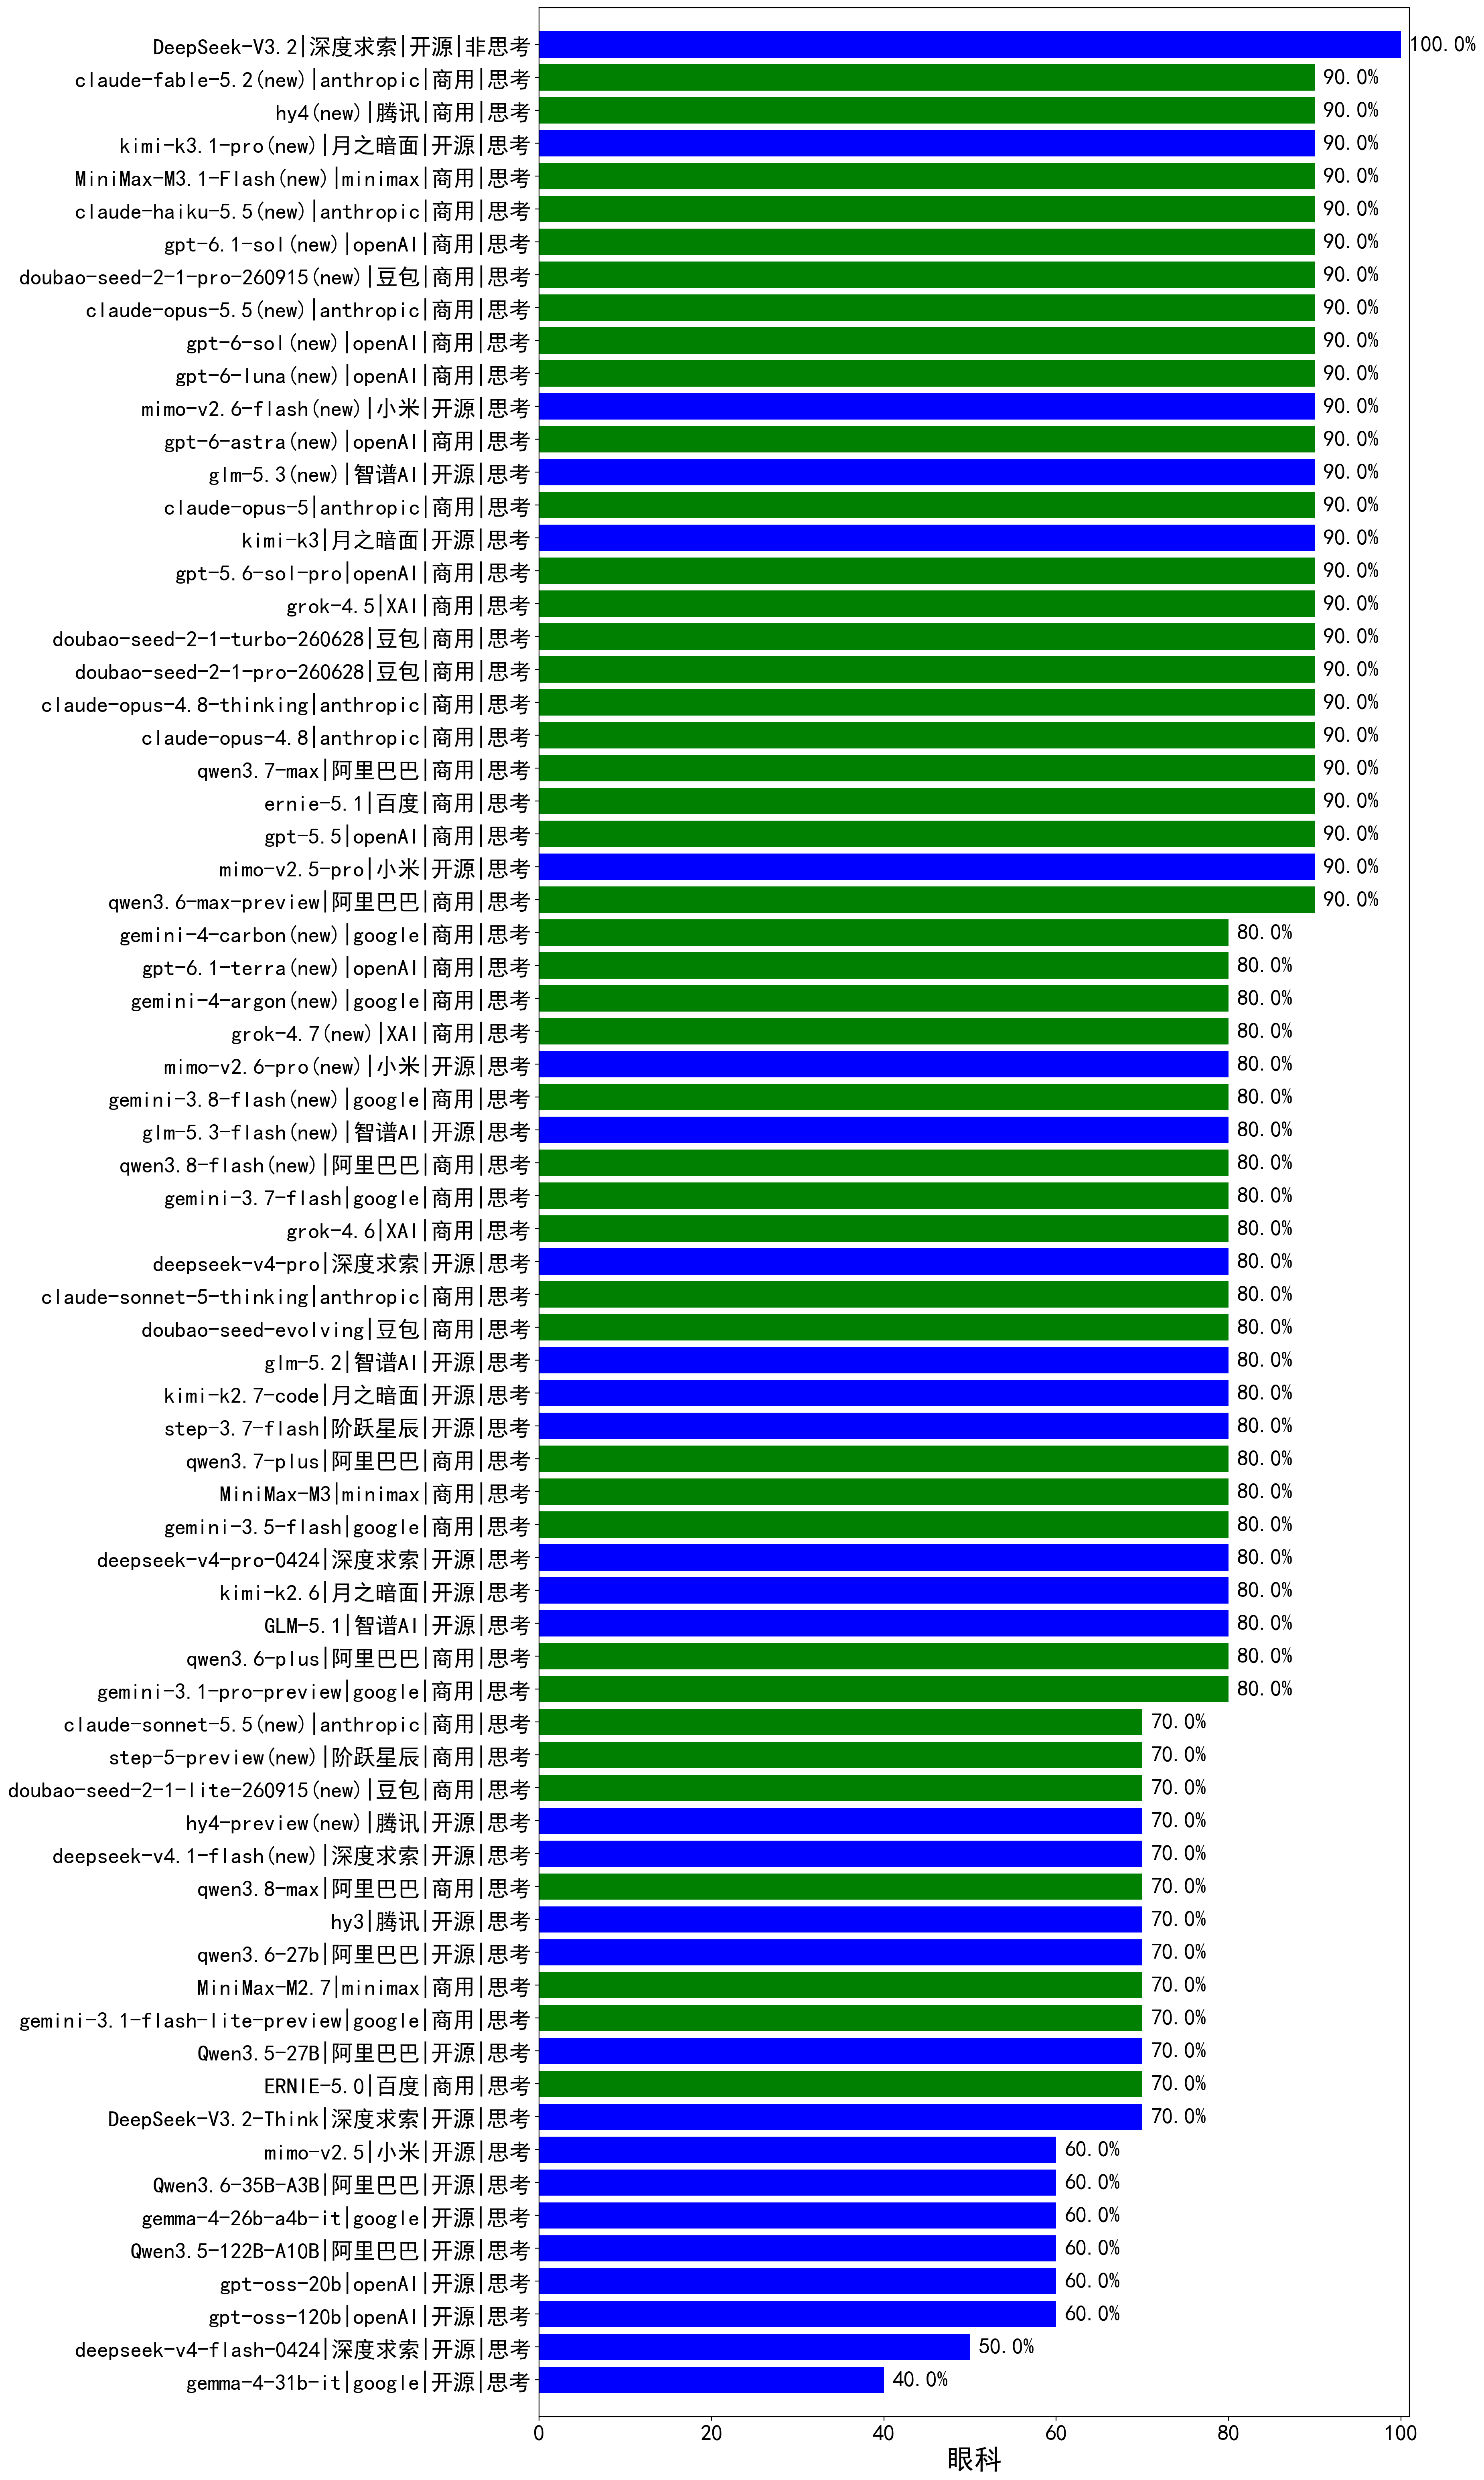 DeepSeek-V3.2|深度求索|开源|非思考 100.0%
claude-fable-5.2(new)|anthropic|商用|思考 90.0%
hy4(new)|腾讯|商用|思考 90.0%
kimi-k3.1-pro(new)|月之暗面|开源|思考 90.0%
MiniMax-M3.1-Flash(new)|minimax|商用|思考 90.0%
claude-haiku-5.5(new)|anthropic|商用|思考 90.0%
gpt-6.1-sol(new)|openAI|商用|思考 90.0%
doubao-seed-2-1-pro-260915(new)|豆包|商用|思考 90.0%
claude-opus-5.5(new)|anthropic|商用|思考 90.0%
gpt-6-sol(new)|openAI|商用|思考 90.0%
gpt-6-luna(new)|openAI|商用|思考 90.0%
mimo-v2.6-flash(new)|小米|开源|思考 90.0%
gpt-6-astra(new)|openAI|商用|思考 90.0%
glm-5.3(new)|智谱AI|开源|思考 90.0%
claude-opus-5|anthropic|商用|思考 90.0%
kimi-k3|月之暗面|开源|思考 90.0%
gpt-5.6-sol-pro|openAI|商用|思考 90.0%
grok-4.5|XAI|商用|思考 90.0%
doubao-seed-2-1-turbo-260628|豆包|商用|思考 90.0%
doubao-seed-2-1-pro-260628|豆包|商用|思考 90.0%
claude-opus-4.8-thinking|anthropic|商用|思考 90.0%
claude-opus-4.8|anthropic|商用|思考 90.0%
qwen3.7-max|阿里巴巴|商用|思考 90.0%
ernie-5.1|百度|商用|思考 90.0%
gpt-5.5|openAI|商用|思考 90.0%
mimo-v2.5-pro|小米|开源|思考 90.0%
qwen3.6-max-preview|阿里巴巴|商用|思考 90.0%
gemini-4-carbon(new)|google|商用|思考 80.0%
gpt-6.1-terra(new)|openAI|商用|思考 80.0%
gemini-4-argon(new)|google|商用|思考 80.0%
grok-4.7(new)|XAI|商用|思考 80.0%
mimo-v2.6-pro(new)|小米|开源|思考 80.0%
gemini-3.8-flash(new)|google|商用|思考 80.0%
glm-5.3-flash(new)|智谱AI|开源|思考 80.0%
qwen3.8-flash(new)|阿里巴巴|商用|思考 80.0%
gemini-3.7-flash|google|商用|思考 80.0%
grok-4.6|XAI|商用|思考 80.0%
deepseek-v4-pro|深度求索|开源|思考 80.0%
claude-sonnet-5-thinking|anthropic|商用|思考 80.0%
doubao-seed-evolving|豆包|商用|思考 80.0%
glm-5.2|智谱AI|开源|思考 80.0%
kimi-k2.7-code|月之暗面|开源|思考 80.0%
step-3.7-flash|阶跃星辰|开源|思考 80.0%
qwen3.7-plus|阿里巴巴|商用|思考 80.0%
MiniMax-M3|minimax|商用|思考 80.0%
gemini-3.5-flash|google|商用|思考 80.0%
deepseek-v4-pro-0424|深度求索|开源|思考 80.0%
kimi-k2.6|月之暗面|开源|思考 80.0%
GLM-5.1|智谱AI|开源|思考 80.0%
qwen3.6-plus|阿里巴巴|商用|思考 80.0%
gemini-3.1-pro-preview|google|商用|思考 80.0%
claude-sonnet-5.5(new)|anthropic|商用|思考 70.0%
step-5-preview(new)|阶跃星辰|商用|思考 70.0%
doubao-seed-2-1-lite-260915(new)|豆包|商用|思考 70.0%
hy4-preview(new)|腾讯|开源|思考 70.0%
deepseek-v4.1-flash(new)|深度求索|开源|思考 70.0%
qwen3.8-max|阿里巴巴|商用|思考 70.0%
hy3|腾讯|开源|思考 70.0%
qwen3.6-27b|阿里巴巴|开源|思考 70.0%
MiniMax-M2.7|minimax|商用|思考 70.0%
gemini-3.1-flash-lite-preview|google|商用|思考 70.0%
Qwen3.5-27B|阿里巴巴|开源|思考 70.0%
ERNIE-5.0|百度|商用|思考 70.0%
DeepSeek-V3.2-Think|深度求索|开源|思考 70.0%
mimo-v2.5|小米|开源|思考 60.0%
Qwen3.6-35B-A3B|阿里巴巴|开源|思考 60.0%
gemma-4-26b-a4b-it|google|开源|思考 60.0%
Qwen3.5-122B-A10B|阿里巴巴|开源|思考 60.0%
gpt-oss-20b|openAI|开源|思考 60.0%
gpt-oss-120b|openAI|开源|思考 60.0%
deepseek-v4-flash-0424|深度求索|开源|思考 50.0%
gemma-4-31b-it|google|开源|思考 40.0%
0 20 40 60 80 100
眼科